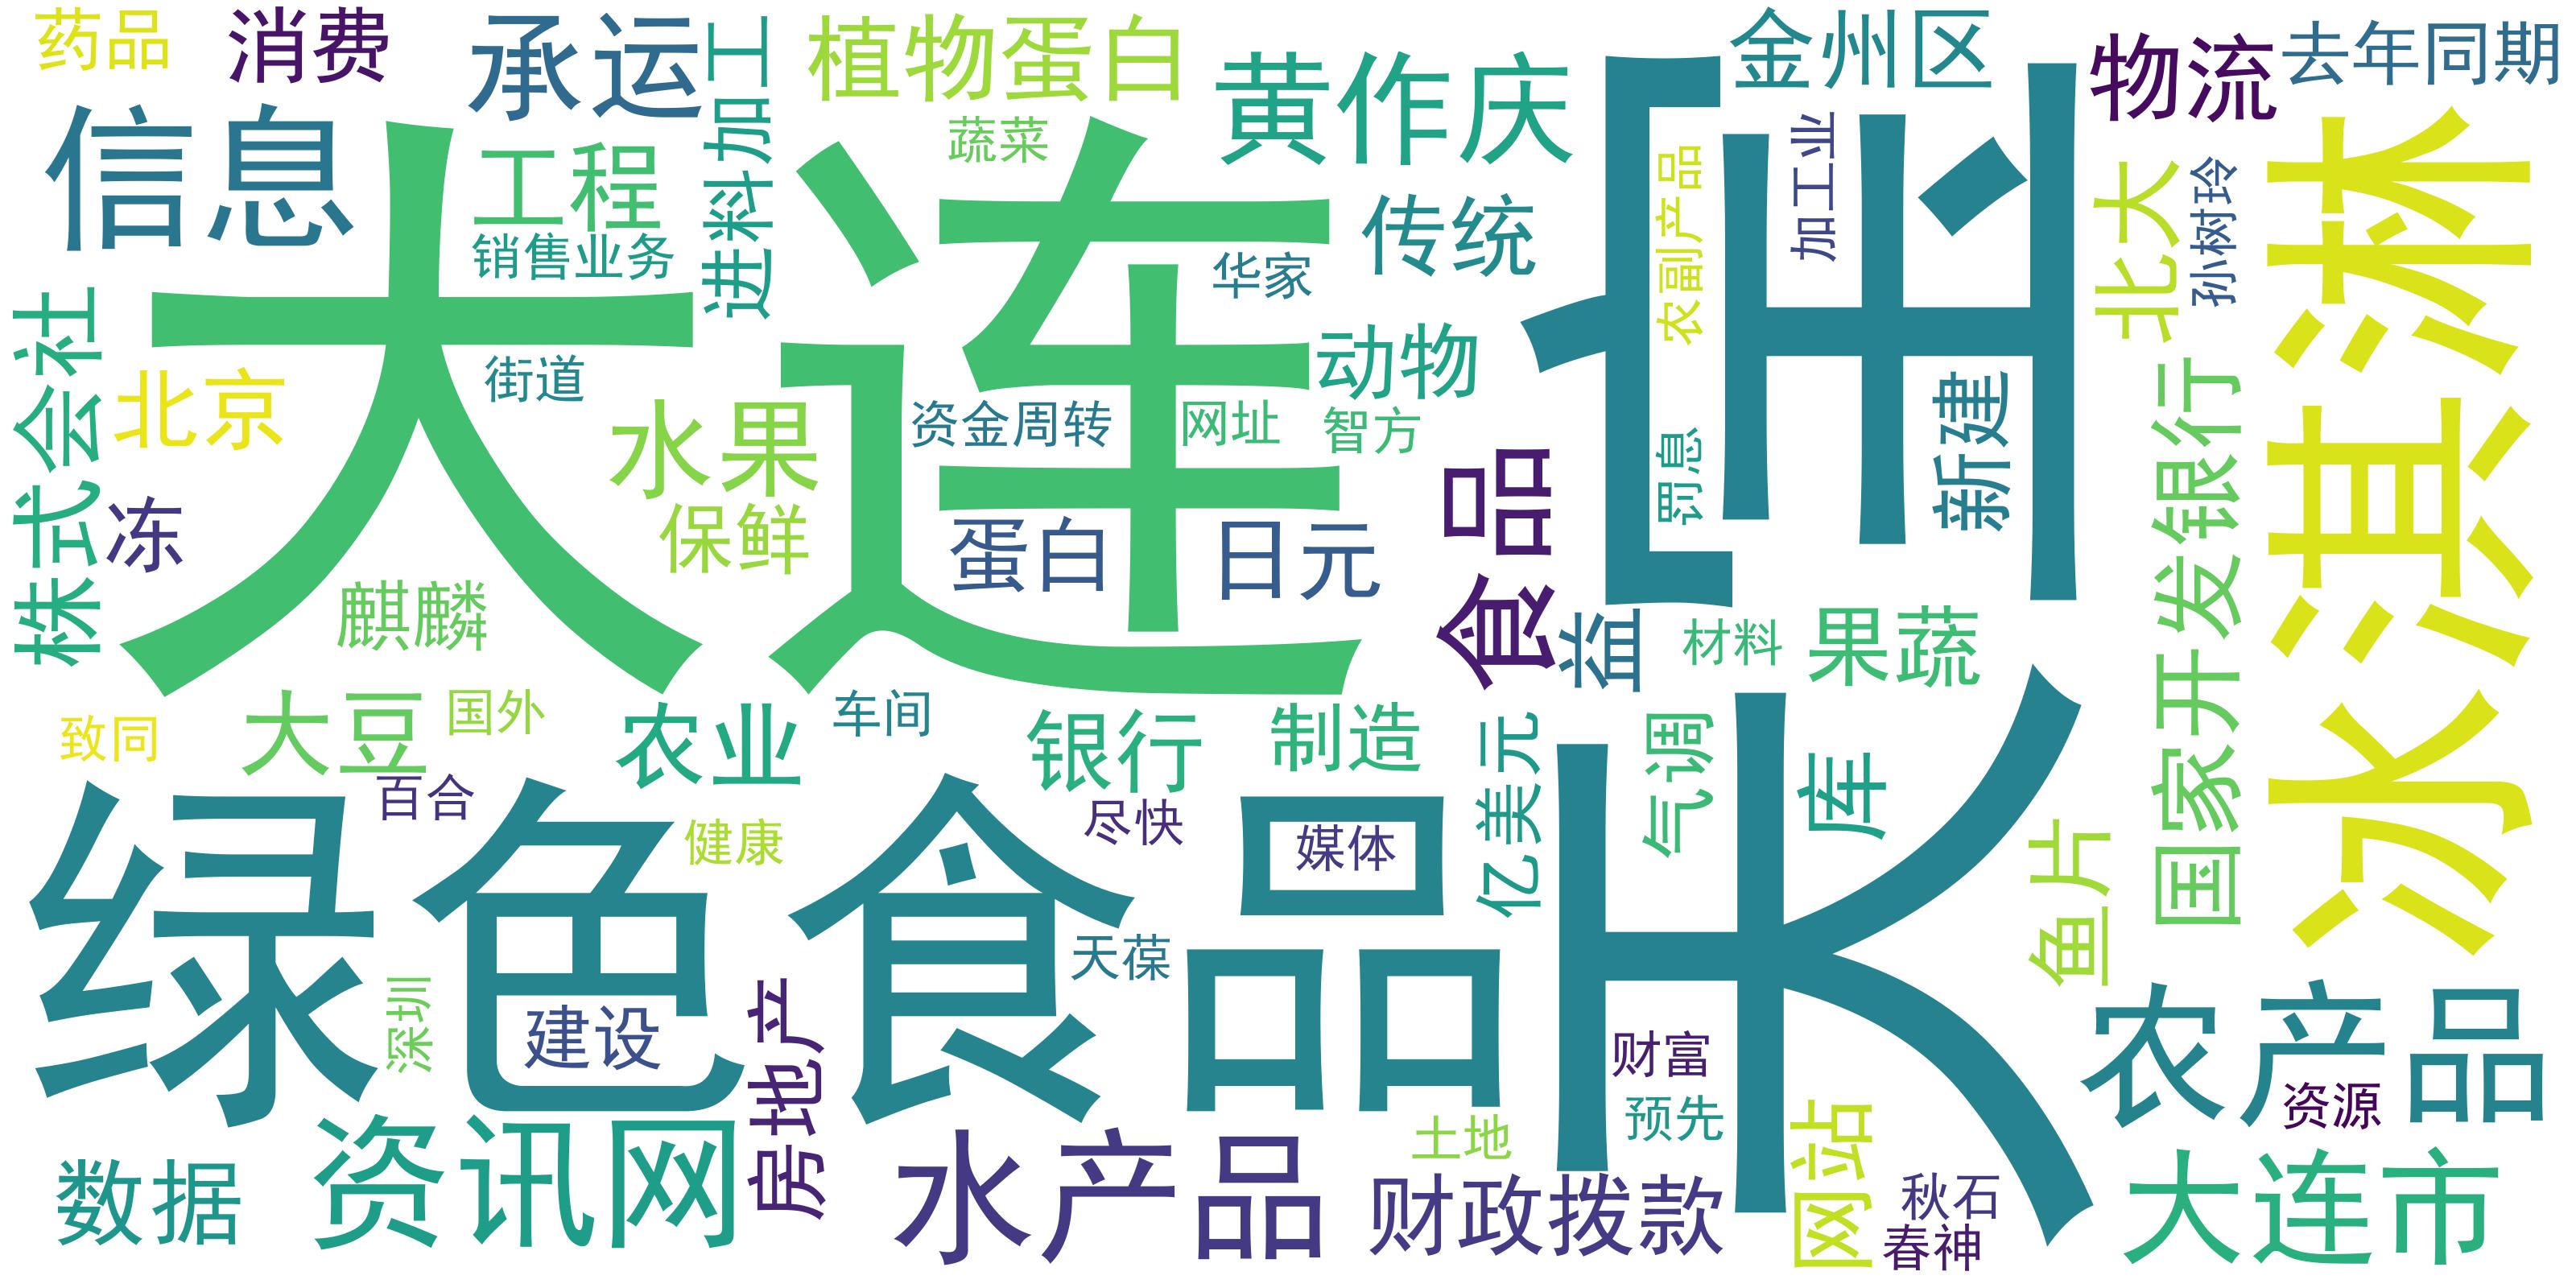 药品
消费
承运
植物蛋白
金州区
物流
去年同期
信息
工程
进料加工
蔬菜
黄作庆
加工业
农副产品
北大
孙树玲
冰淇淋
大连
天宝
销售业务
华家
传统
株式会社
北京
街道
水果
资金周转
网址
动物
智方
罚息
新建
国家开发银行
冻
保鲜
蛋白
日元
食品
麒麟
益
材料
果蔬
致同
大窑
国外
农业
车间
银行
制造
亿美元
气调
库
鱼片
绿色食品
百合
健康
尽快
媒体
天葆
深圳
建设
房地产
财富
农产品
资源
预先
土地
网站
数据
资讯网
水产品
财政拨款
秋石
春神
大连市